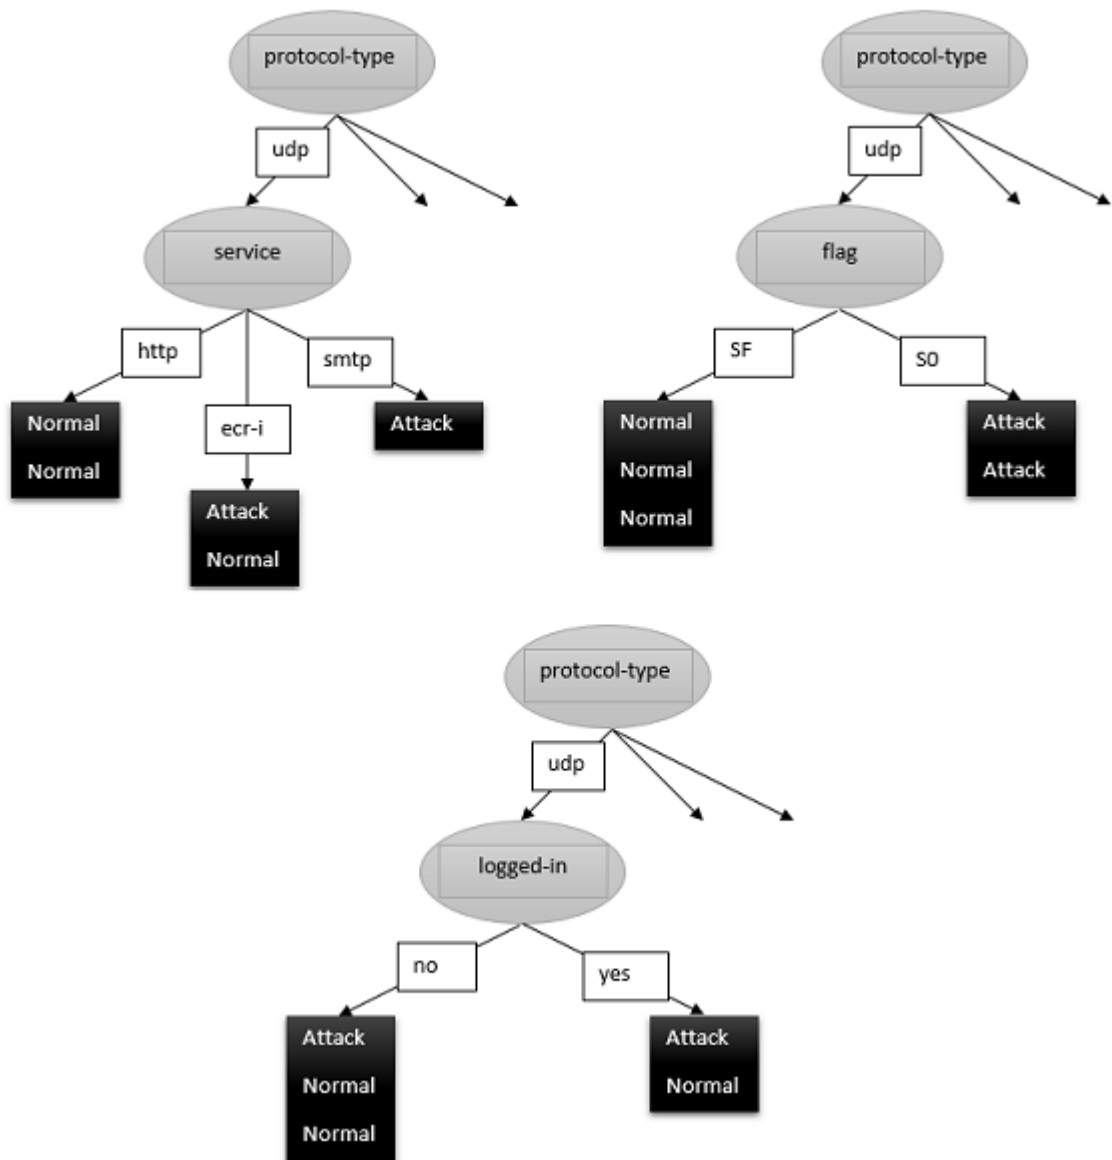 protocol-type
udp
service
http
smtp
ecr-i
Normal
Normal
Attack
Attack
Normal
protocol-type
udp
flag
SF
S0
Normal
Normal
Normal
Attack
Attack
protocol-type
udp
logged-in
no
yes
Attack
Normal
Normal
Attack
Normal